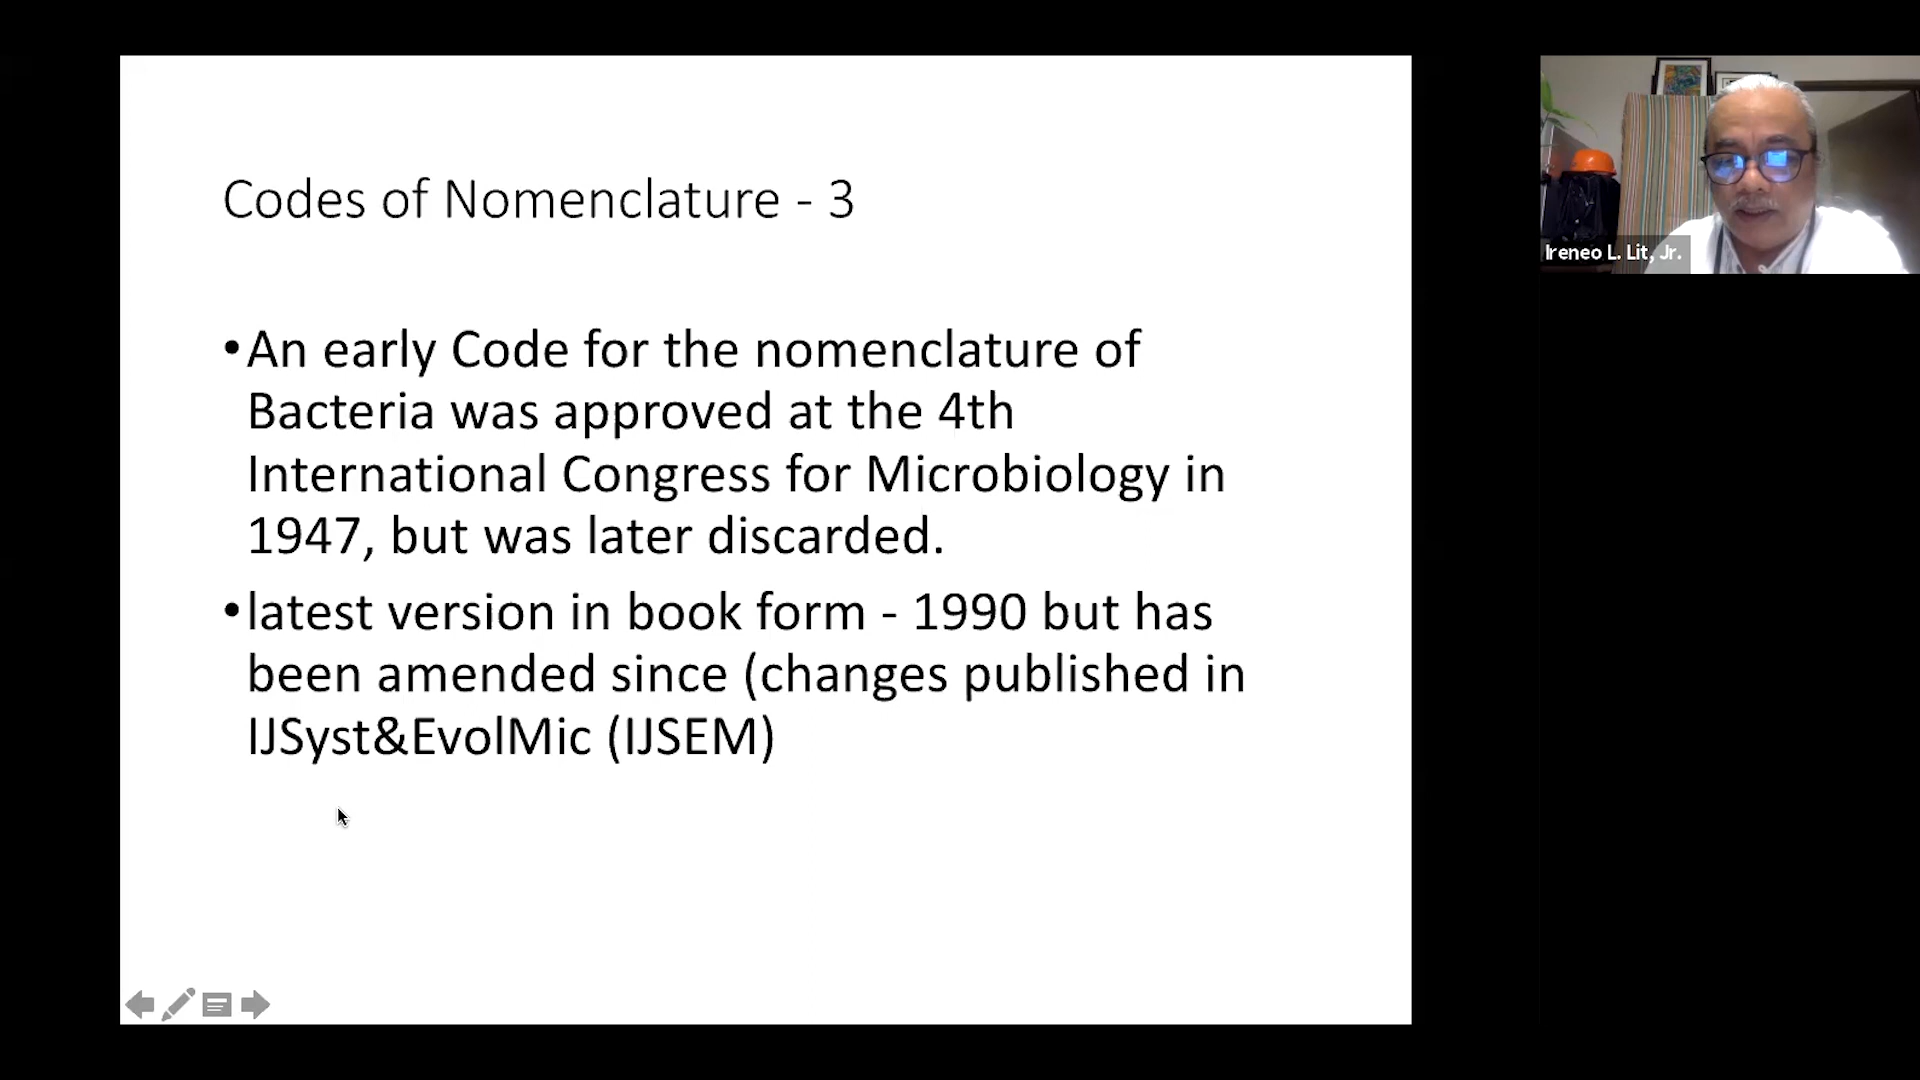 Codes of Nomenclature - 3
•An early Code for the nomenclature of
Bacteria was approved at the 4th
International Congress for Microbiology in
1947, but was later discarded.
•latest version in book form - 1990 but has
been amended since (changes published in
IJSyst&EvolMic (IJSEM)
Ireneo L. Lit, Jr.